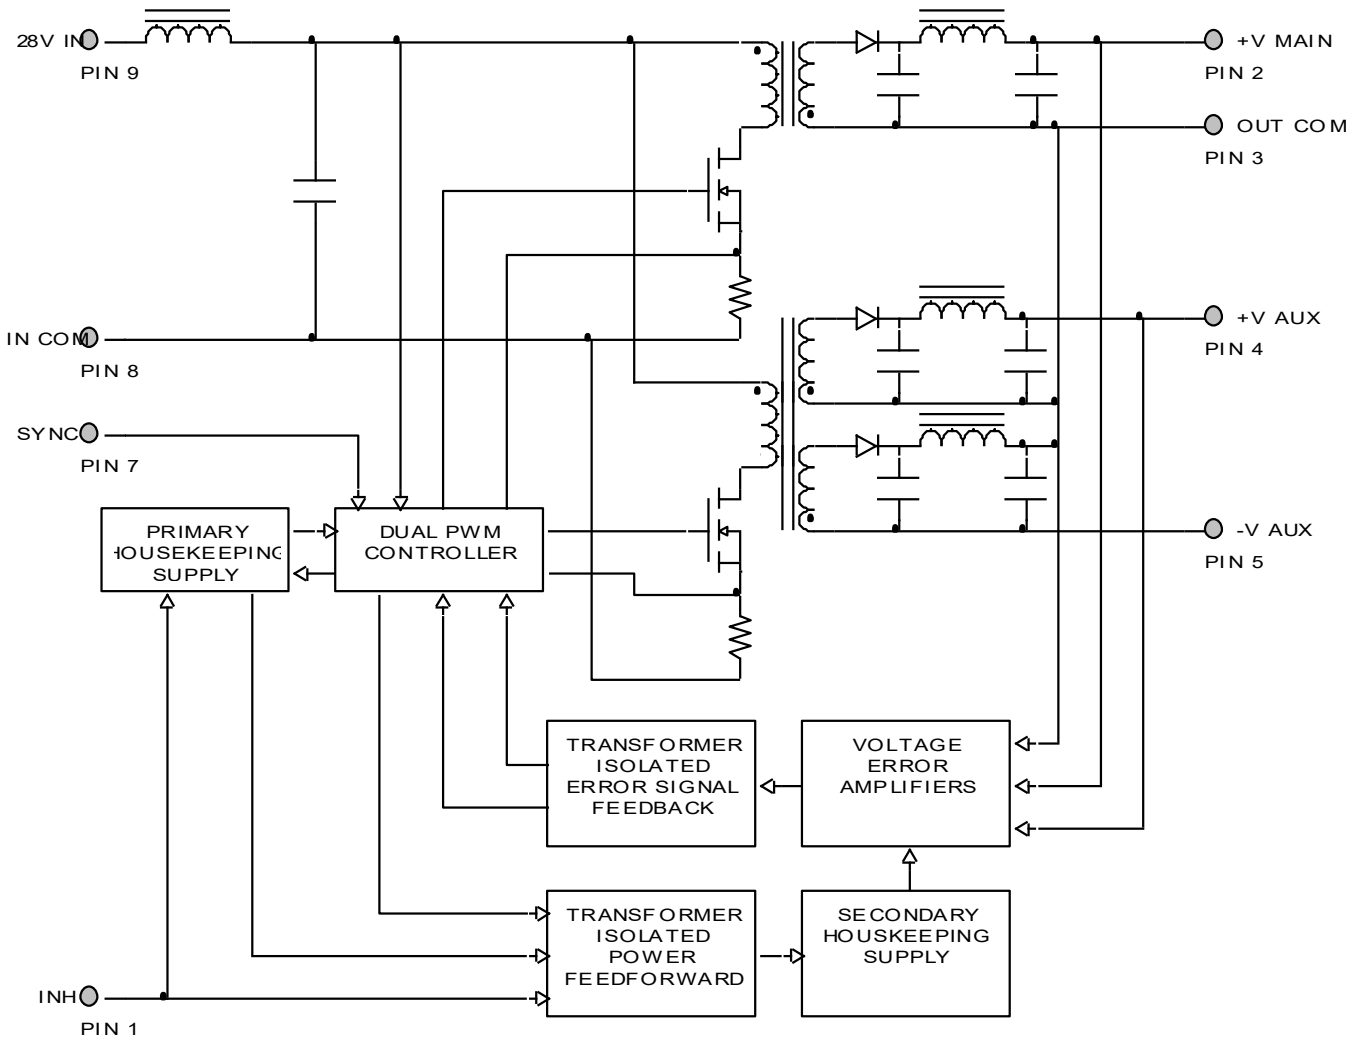 28V IN
PIN 9
+V MAIN
PIN 2
OUT COM
PIN 3
IN COM
PIN 8
+V AUX
PIN 4
SYNC
PIN 7
-V AUX
PIN 5
PRIMARY
HOUSEKEEPING
SUPPLY
DUAL PWM
CONTROLLER
TRANSFORMER
ISOLATED
ERROR SIGNAL
FEEDBACK
VOLTAGE
ERROR
AMPLIFIERS
TRANSFORMER
ISOLATED
POWER
FEEDFORWARD
SECONDARY
HOUSKEEPING
SUPPLY
INH
PIN 1